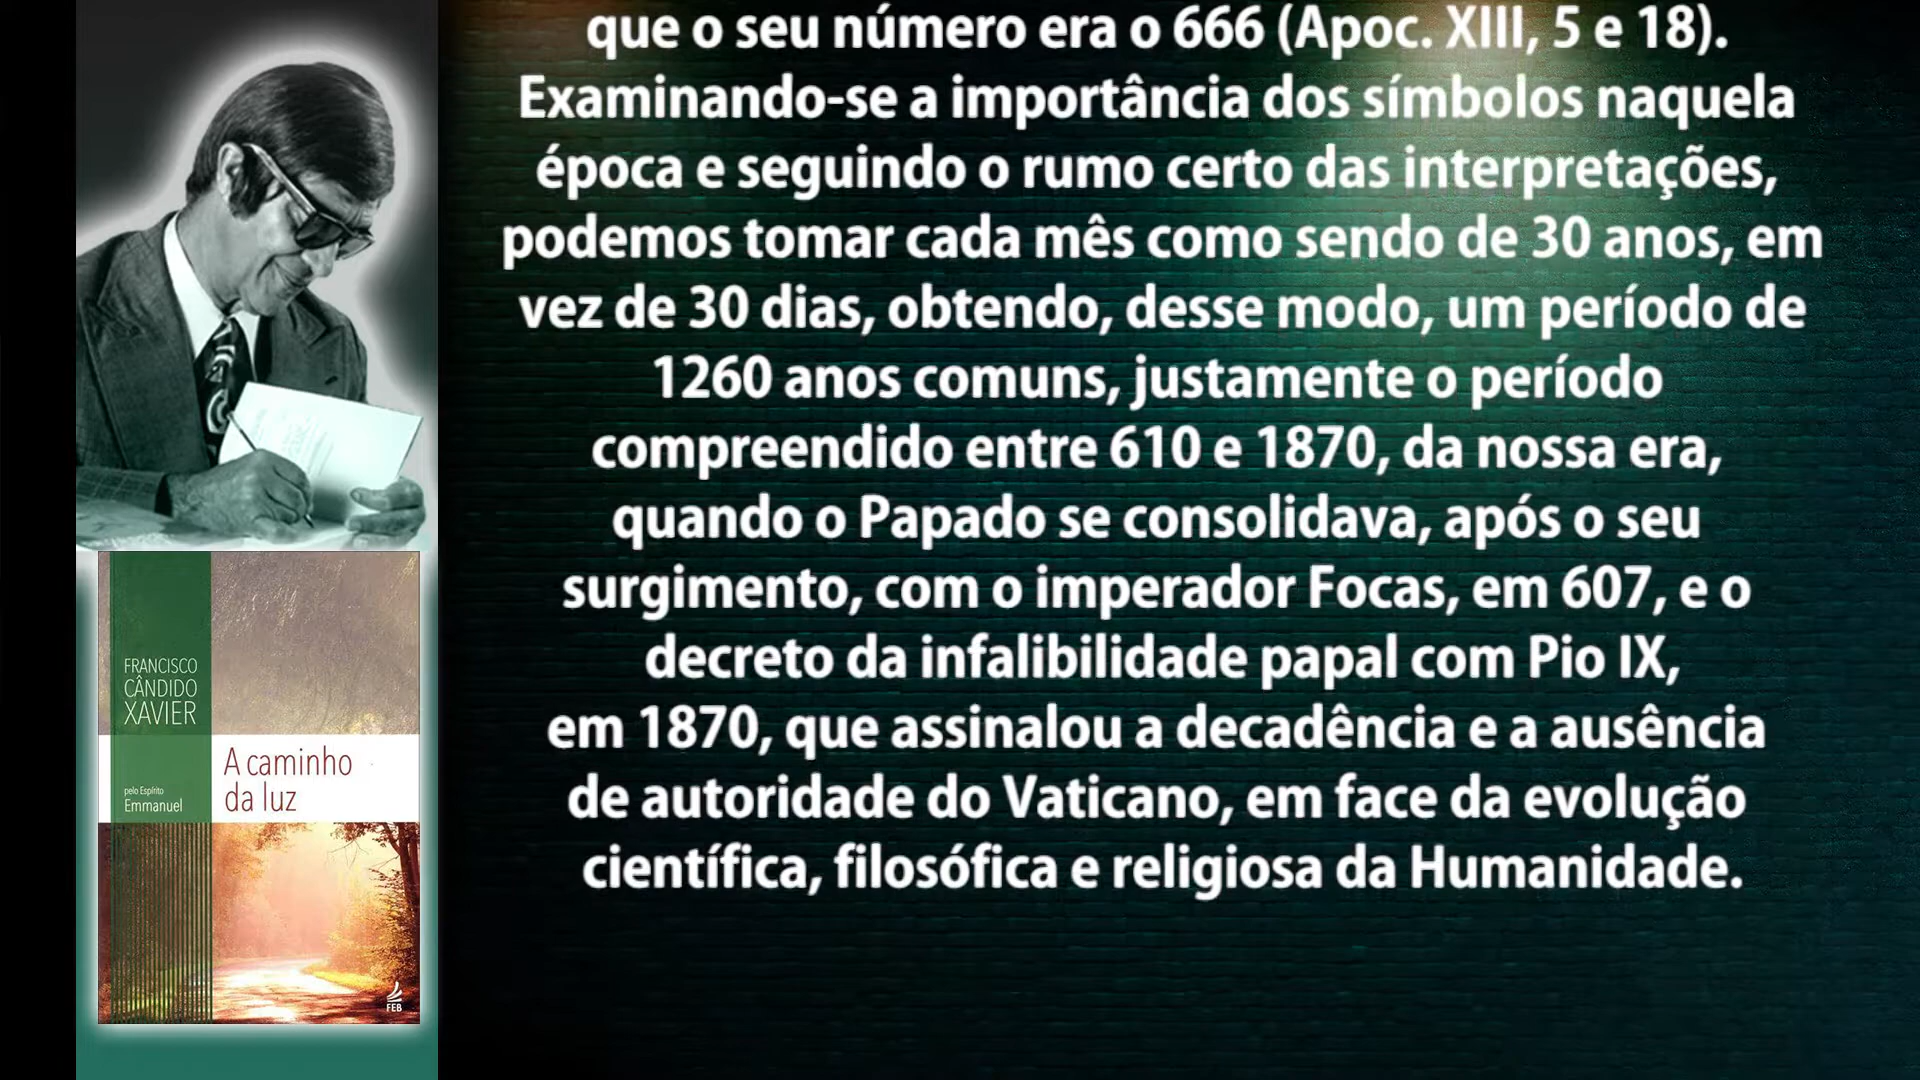 que o seu número era o 666 (Apoc. XIII, 5 e 18).
Examinando-se a importância dos símbolos naquela
época e seguindo o rumo certo das interpretações,
podemos tomar cada mês como sendo de 30 anos, em
vez de 30 dias, obtendo, desse modo, um período de
1260 anos comuns, justamente o período
compreendido entre 610 e 1870, da nossa era,
quando o Papado se consolidava, após o seu
surgimento, com o imperador Focas, em 607, e o
decreto da infalibilidade papal com Pio IX,
em 1870, que assinalou a decadência e a ausência
de autoridade do Vaticano, em face da evolução
científica, filosófica e religiosa da Humanidade.
FRANCISCO
CÂNDIDO
XAVIER
A caminho
da luz
pelo Espírito
Emmanuel
FEB